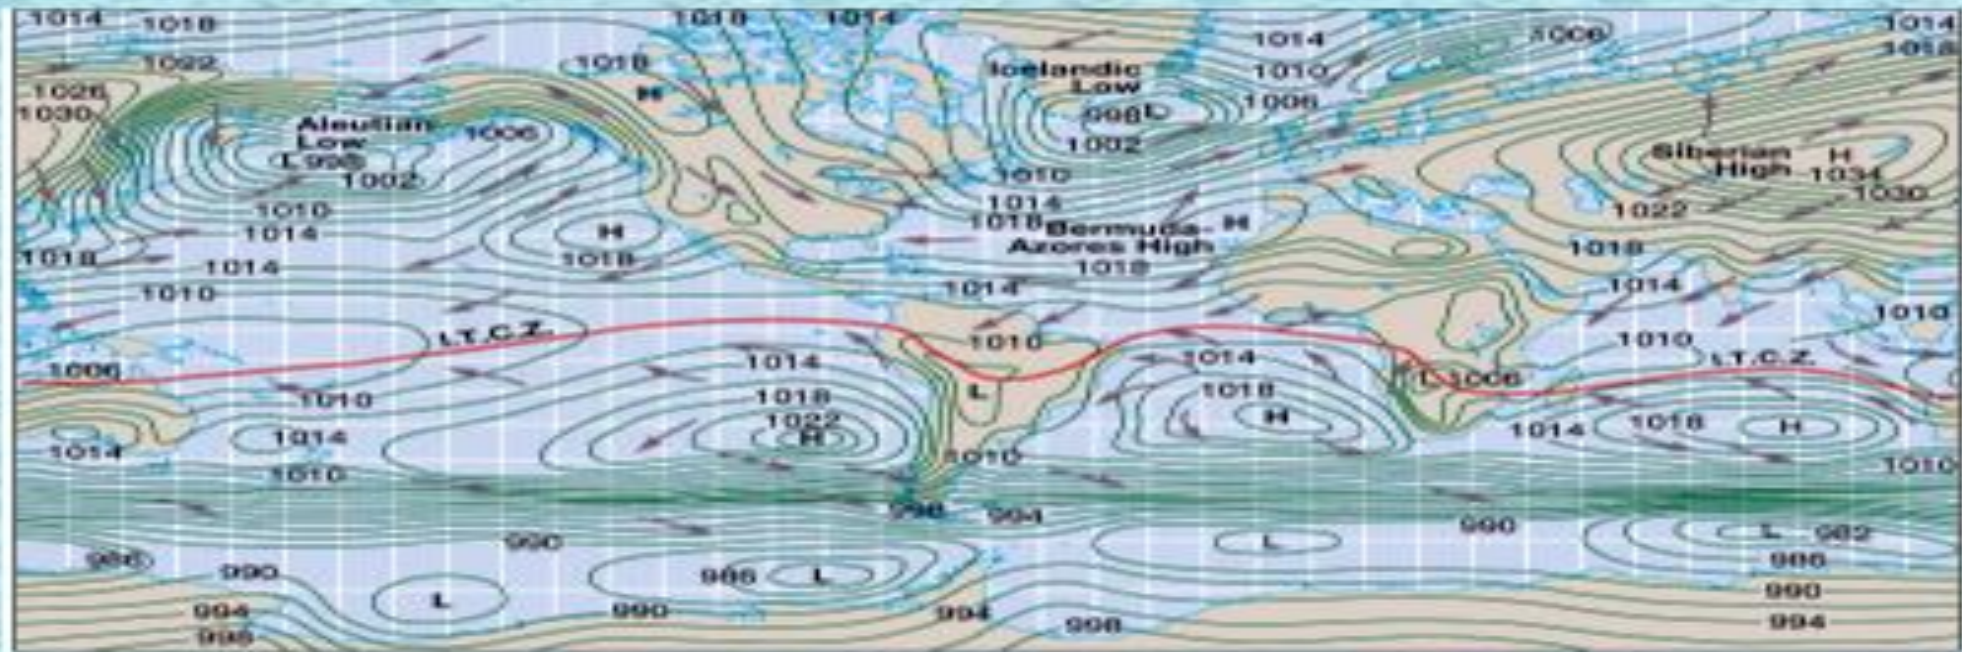 1014
1018
1018
1014
1006
1014
1014
1018
1022
1018
1010
1026
Icelandic
Low
1030
H
998 L
1006
Aleutian
Low
1006
1002
L 998
1002
Siberian
High
H
1034
1030
1010
1010
1014
1022
1014
1018
Bermuda-
Azores High
H
H
1018
1018
1018
1018
1014
1014
1014
1010
1010
I.T.C.Z.
1010
1010
I.T.C.Z.
1006
1014
1014
L 1006
1010
L
1018
1018
1022
H
H
1014
1018
H
1014
1014
1010
1010
1010
998
994
990
990
L
L 982
986
986
990
986 L
990
L
994
990
994
998
994
998